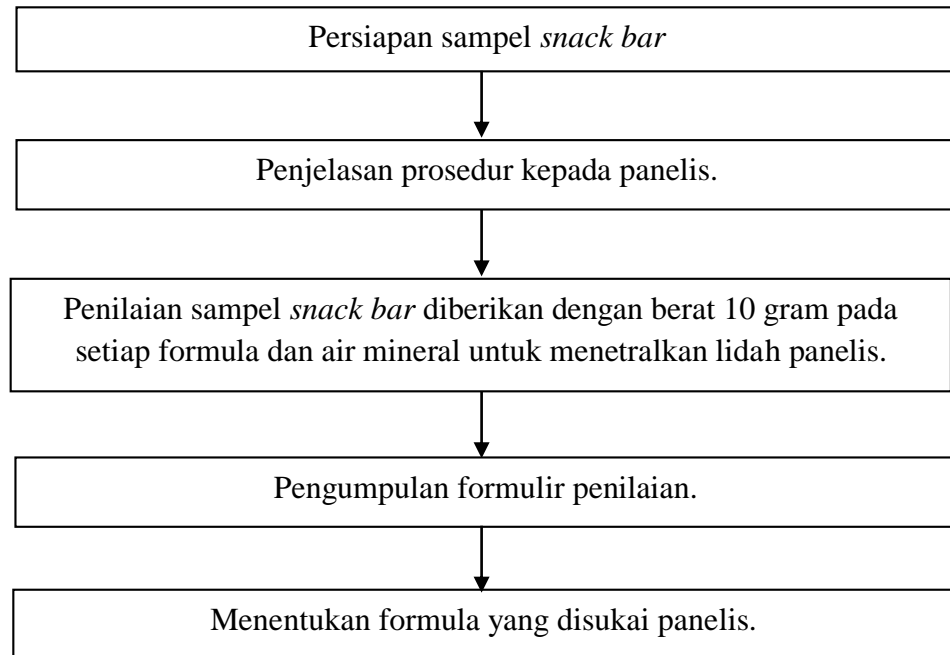 Persiapan sampel snack bar
Penjelasan prosedur kepada panelis.
Penilaian sampel snack bar diberikan dengan berat 10 gram pada
setiap formula dan air mineral untuk menetralkan lidah panelis.
Pengumpulan formulir penilaian.
Menentukan formula yang disukai panelis.